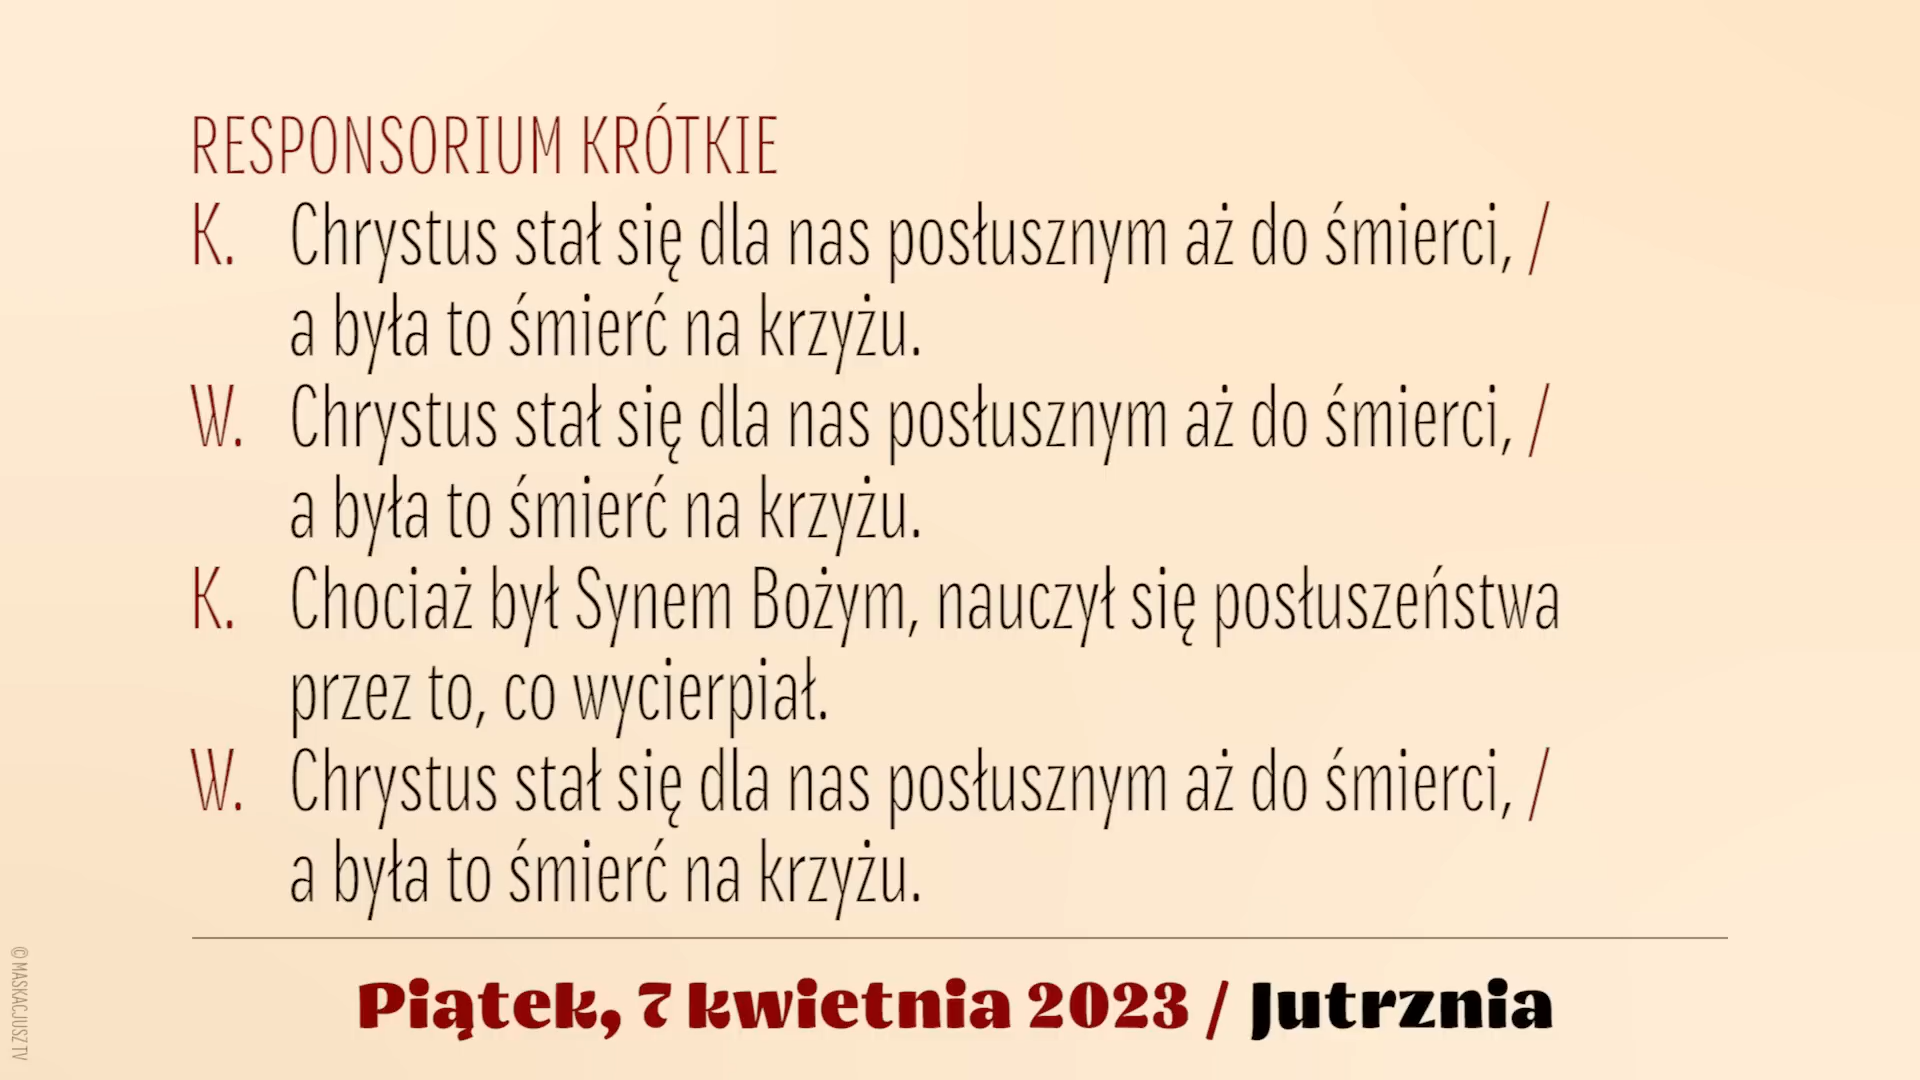 RESPONSORIUM KRÓTKIE
K. Chrystus stał się dla nas posłusznym aż do śmierci, /
a była to śmierć na krzyżu.
W. Chrystus stał się dla nas posłusznym aż do śmierci, /
a była to śmierć na krzyżu.
K. Chociaż był Synem Bożym, nauczył się posłuszeństwa
przez to, co wycierpiał.
W. Chrystus stał się dla nas posłusznym aż do śmierci, /
a była to śmierć na krzyżu.
Piątek, 7 kwietnia 2023 / Jutrznia
© MASKACJUSZ TV